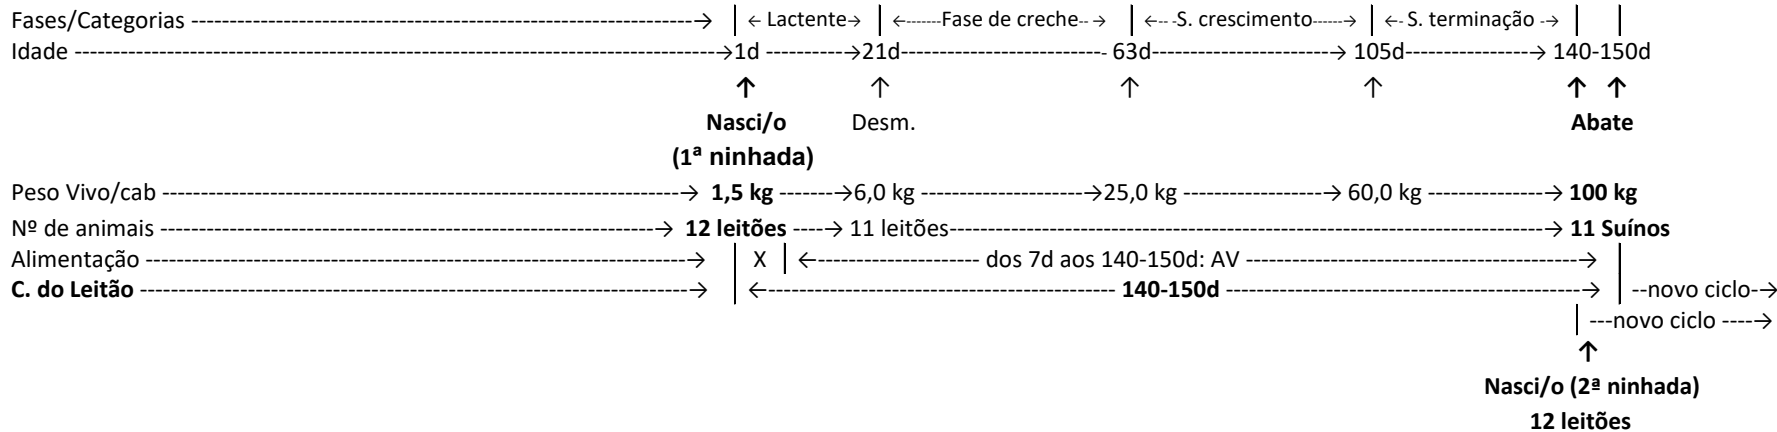 Fases/Categorias ----------------------------------------------------------------→ | ← Lactente→ | ←-------Fase de creche-- → | ←-- -S. crescimento------→ | ←- S. terminação -→ | |
Idade ------------------------------------------------------------------------------------→1d -----------→21d--------------------------- 63d----------------------------→ 105d----------------→ 140-150d
↑ ↑ ↑ ↑ ↑ ↑
Nasci/o Desm. Abate
(1ª ninhada)
Peso Vivo/cab ---------------------------------------------------------------------→ 1,5 kg -------→6,0 kg -----------------------→25,0 kg --------------------→ 60,0 kg ---------------→ 100 kg
Nº de animais -------------------------------------------------------------------→ 12 leitões ----→ 11 leitões-----------------------------------------------------------------------------→ 11 Suínos
Alimentação ----------------------------------------------------------------------→ | X | ←--------------------- dos 7d aos 140-150d: AV ---------------------------------------------→ |
C. do Leitão --------------------------------------------------------------------------→ | ←----------------------------------------------- 140-150d -------------------------------------------------→ | --novo ciclo-→
| ---novo ciclo ----→
↑
Nasci/o (2ª ninhada)
12 leitões